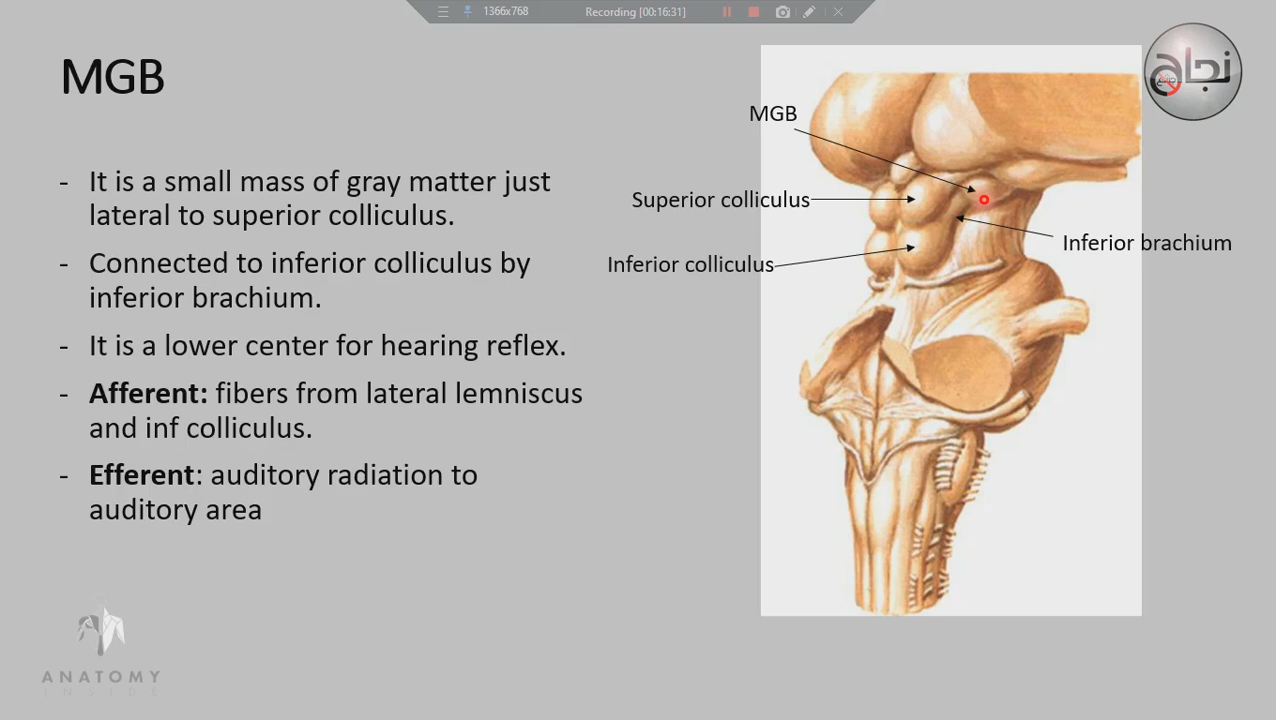 1366x768
Recording [00:16:31]
MGB
- It is a small mass of gray matter just
lateral to superior colliculus.
- Connected to inferior colliculus by
inferior brachium.
- It is a lower center for hearing reflex.
- Afferent: fibers from lateral lemniscus
and inf colliculus.
- Efferent: auditory radiation to
auditory area
MGB
Superior colliculus
Inferior colliculus
Inferior brachium
نجاح
ANATOMY
INSIDE